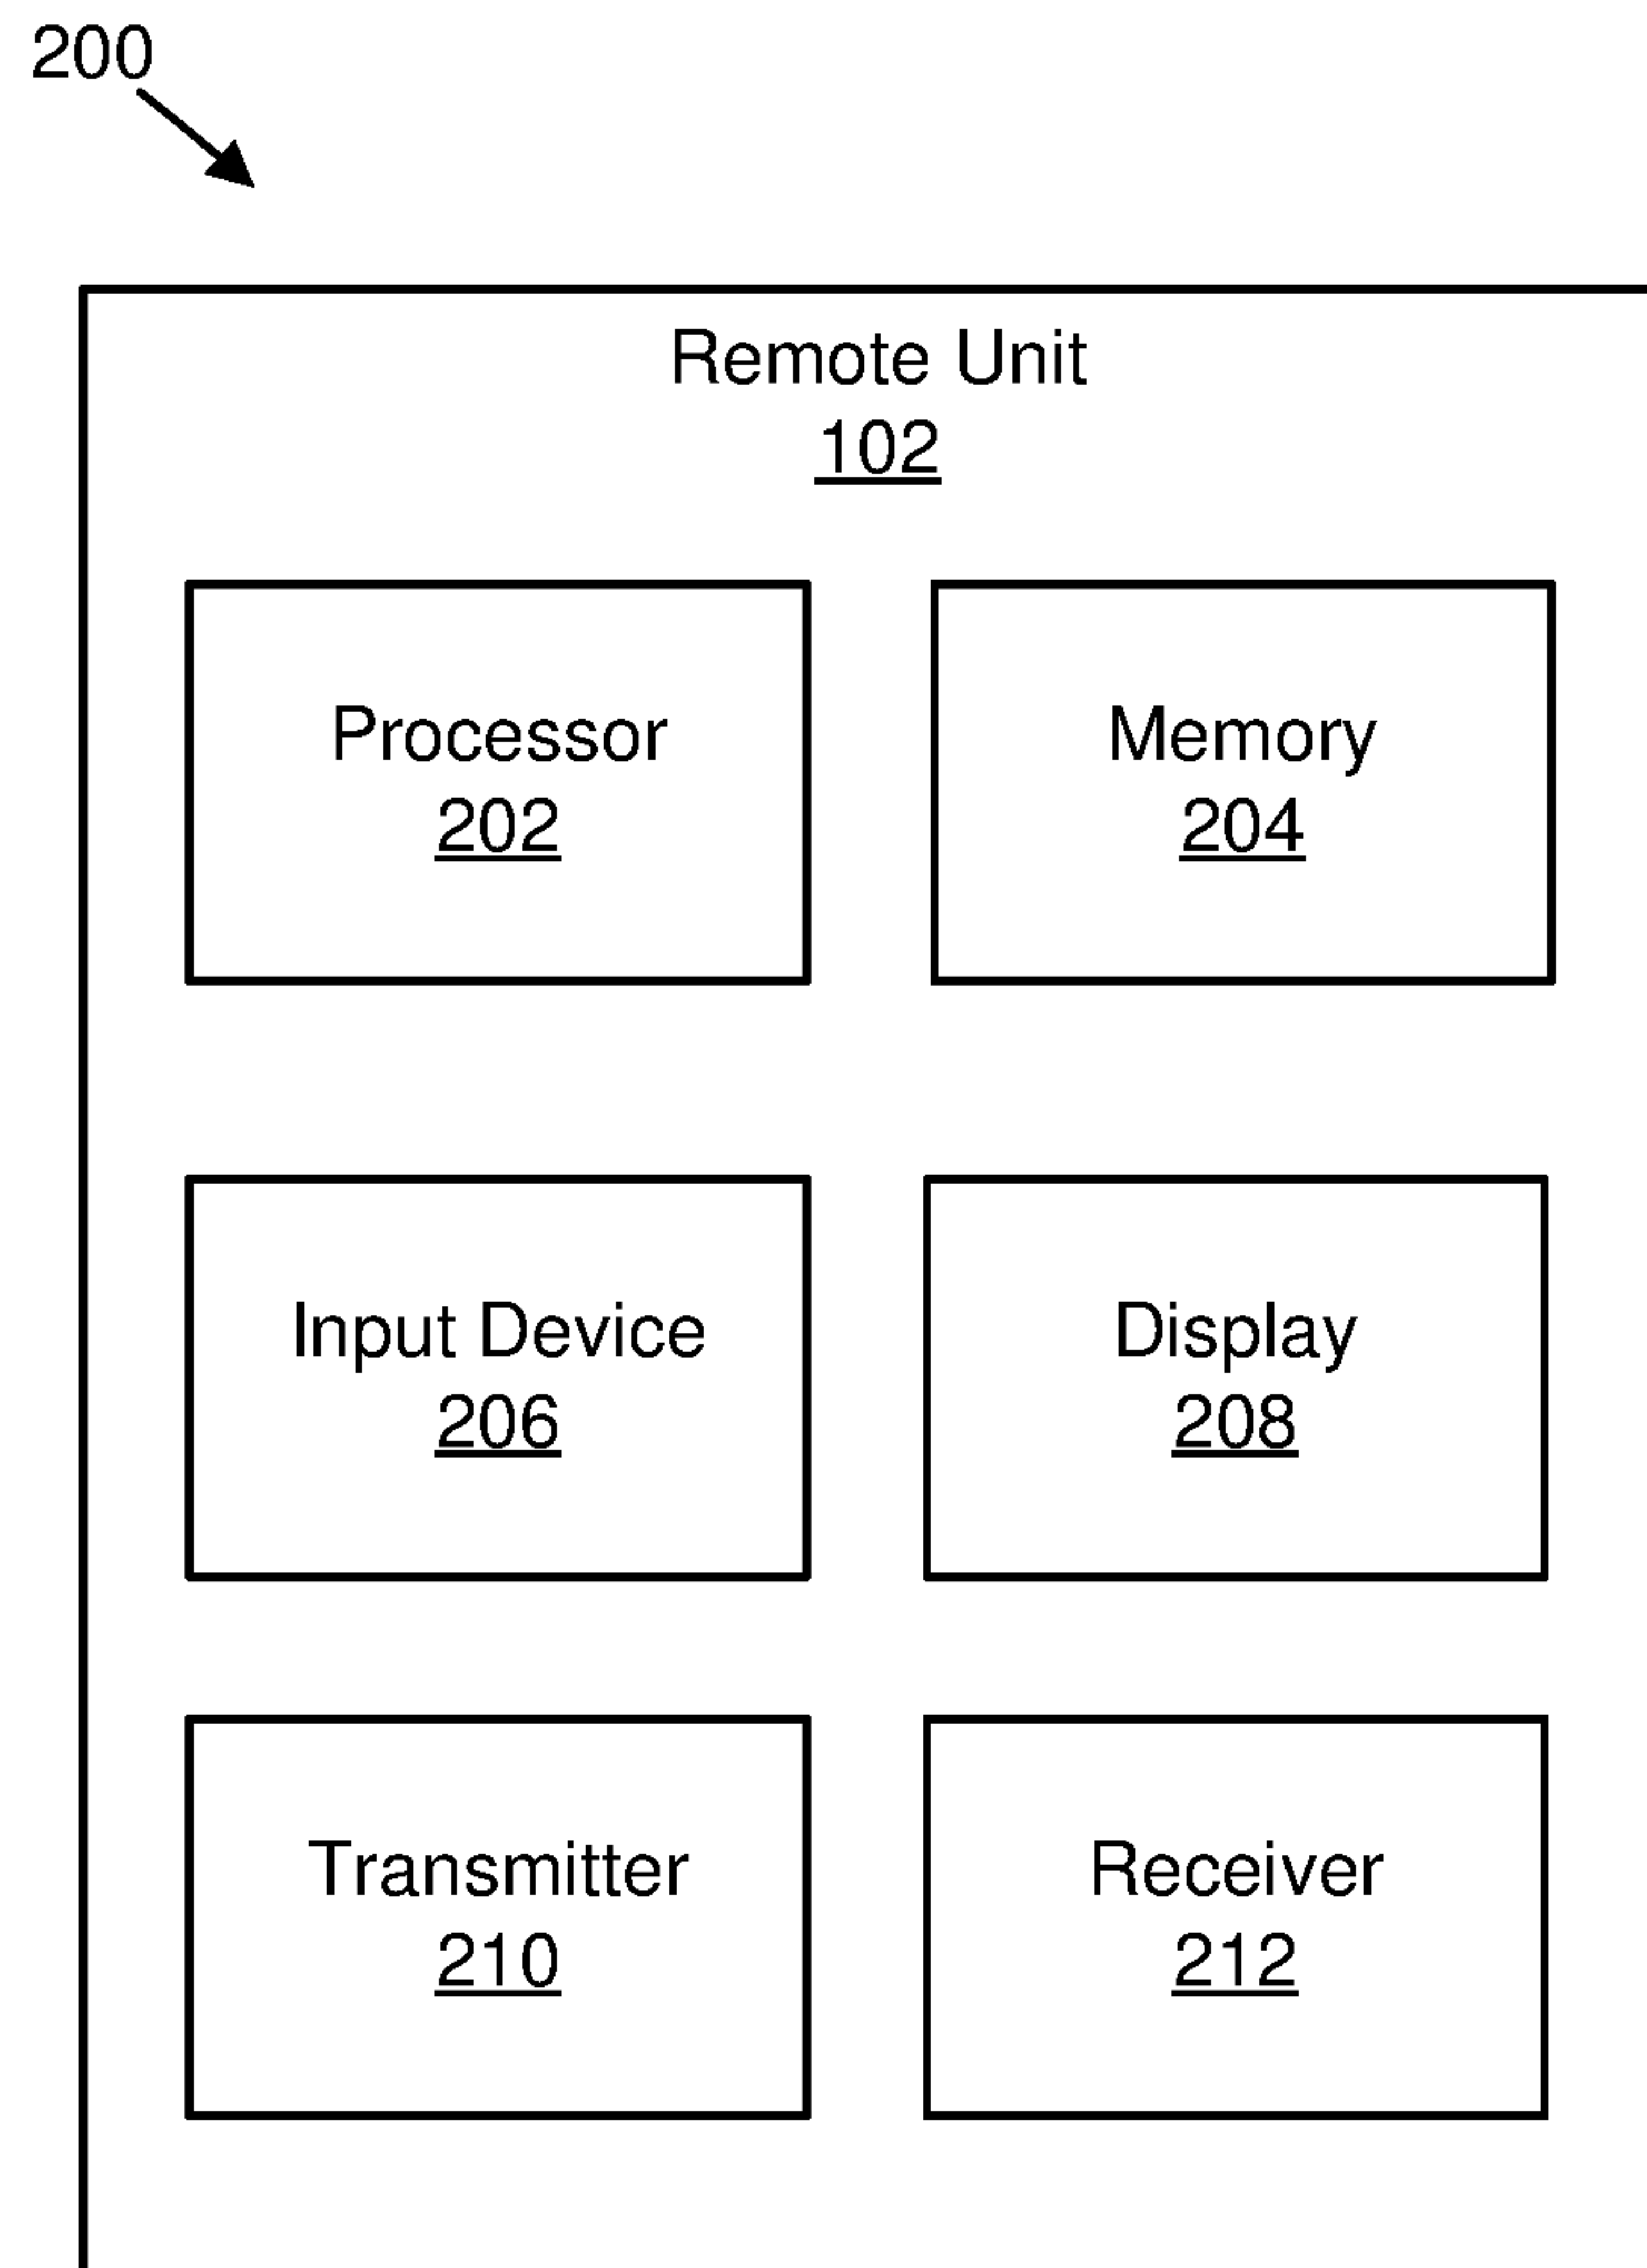 200
Remote Unit
102
Processor
202
Memory
204
Input Device
206
Display
208
Transmitter
210
Receiver
212